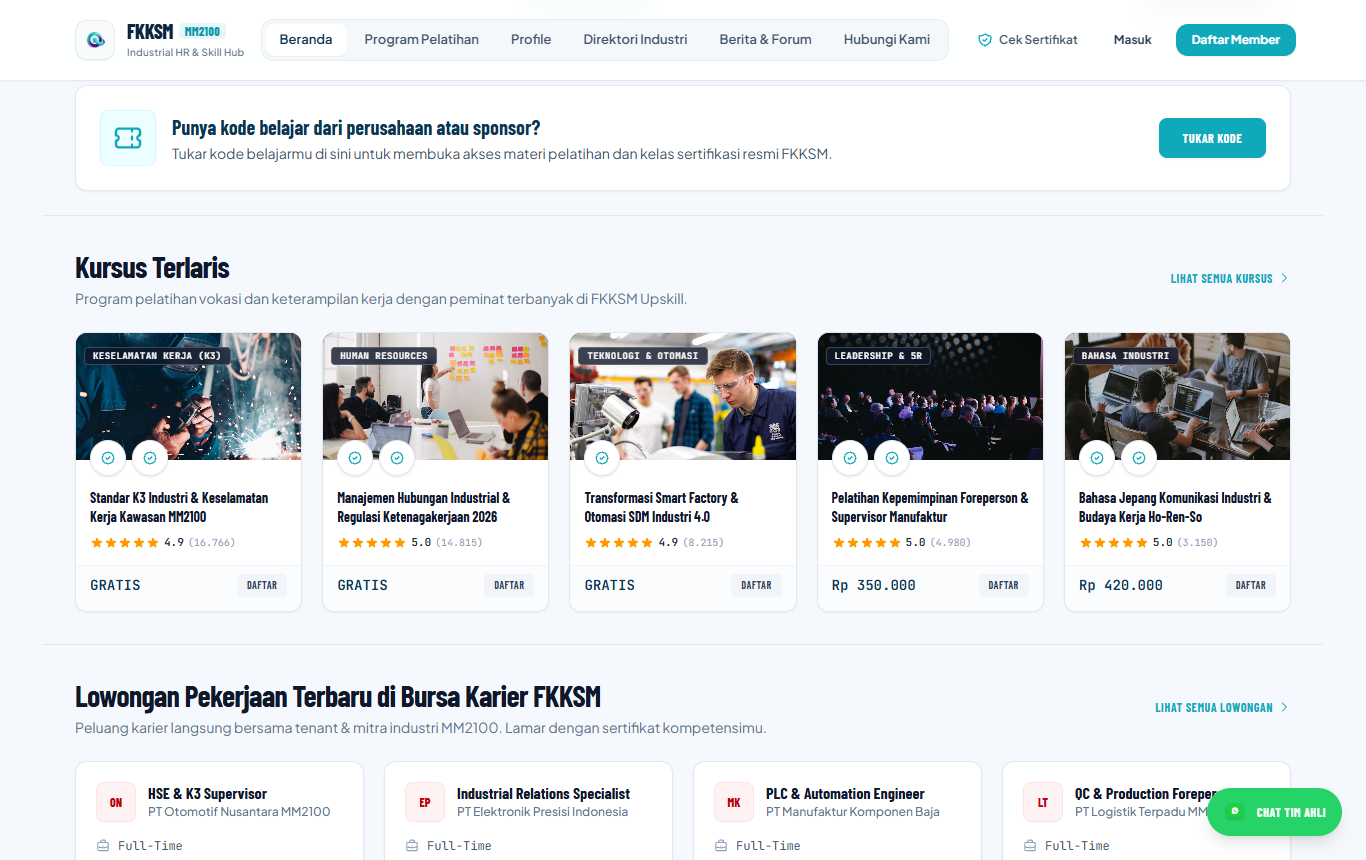 FKKSM MM2100
Industrial HR & Skill Hub
Beranda
Program Pelatihan
Profile
Direktori Industri
Berita & Forum
Hubungi Kami
Cek Sertifikat
Masuk
Daftar Member
Punya kode belajar dari perusahaan atau sponsor?
Tukar kode belajarmu di sini untuk membuka akses materi pelatihan dan kelas sertifikasi resmi FKKSM.
TUKAR KODE
Kursus Terlaris
Program pelatihan vokasi dan keterampilan kerja dengan peminat terbanyak di FKKSM Upskill.
LIHAT SEMUA KURSUS
KESELAMATAN KERJA (K3)
Standar K3 Industri & Keselamatan
Kerja Kawasan MM2100
4.9 (16.766)
GRATIS
DAFTAR
HUMAN RESOURCES
Manajemen Hubungan Industrial &
Regulasi Ketenagakerjaan 2026
5.0 (14.815)
GRATIS
DAFTAR
TEKNOLOGI & OTOMASI
Transformasi Smart Factory &
Otomasi SDM Industri 4.0
4.9 (8.215)
GRATIS
DAFTAR
LEADERSHIP & 5R
Pelatihan Kepemimpinan Foreperson &
Supervisor Manufaktur
5.0 (4.980)
Rp 350.000
DAFTAR
BAHASA INDUSTRI
Bahasa Jepang Komunikasi Industri &
Budaya Kerja Ho-Ren-So
5.0 (3.150)
Rp 420.000
DAFTAR
Lowongan Pekerjaan Terbaru di Bursa Karier FKKSM
Peluang karier langsung bersama tenant & mitra industri MM2100. Lamar dengan sertifikat kompetensimu.
LIHAT SEMUA LOWONGAN
ON
HSE & K3 Supervisor
PT Otomotif Nusantara MM2100
Full-Time
EP
Industrial Relations Specialist
PT Elektronik Presisi Indonesia
Full-Time
MK
PLC & Automation Engineer
PT Manufaktur Komponen Baja
Full-Time
LT
QC & Production Foreper
PT Logistik Terpadu MM
Full-Time
CHAT TIM AHLI